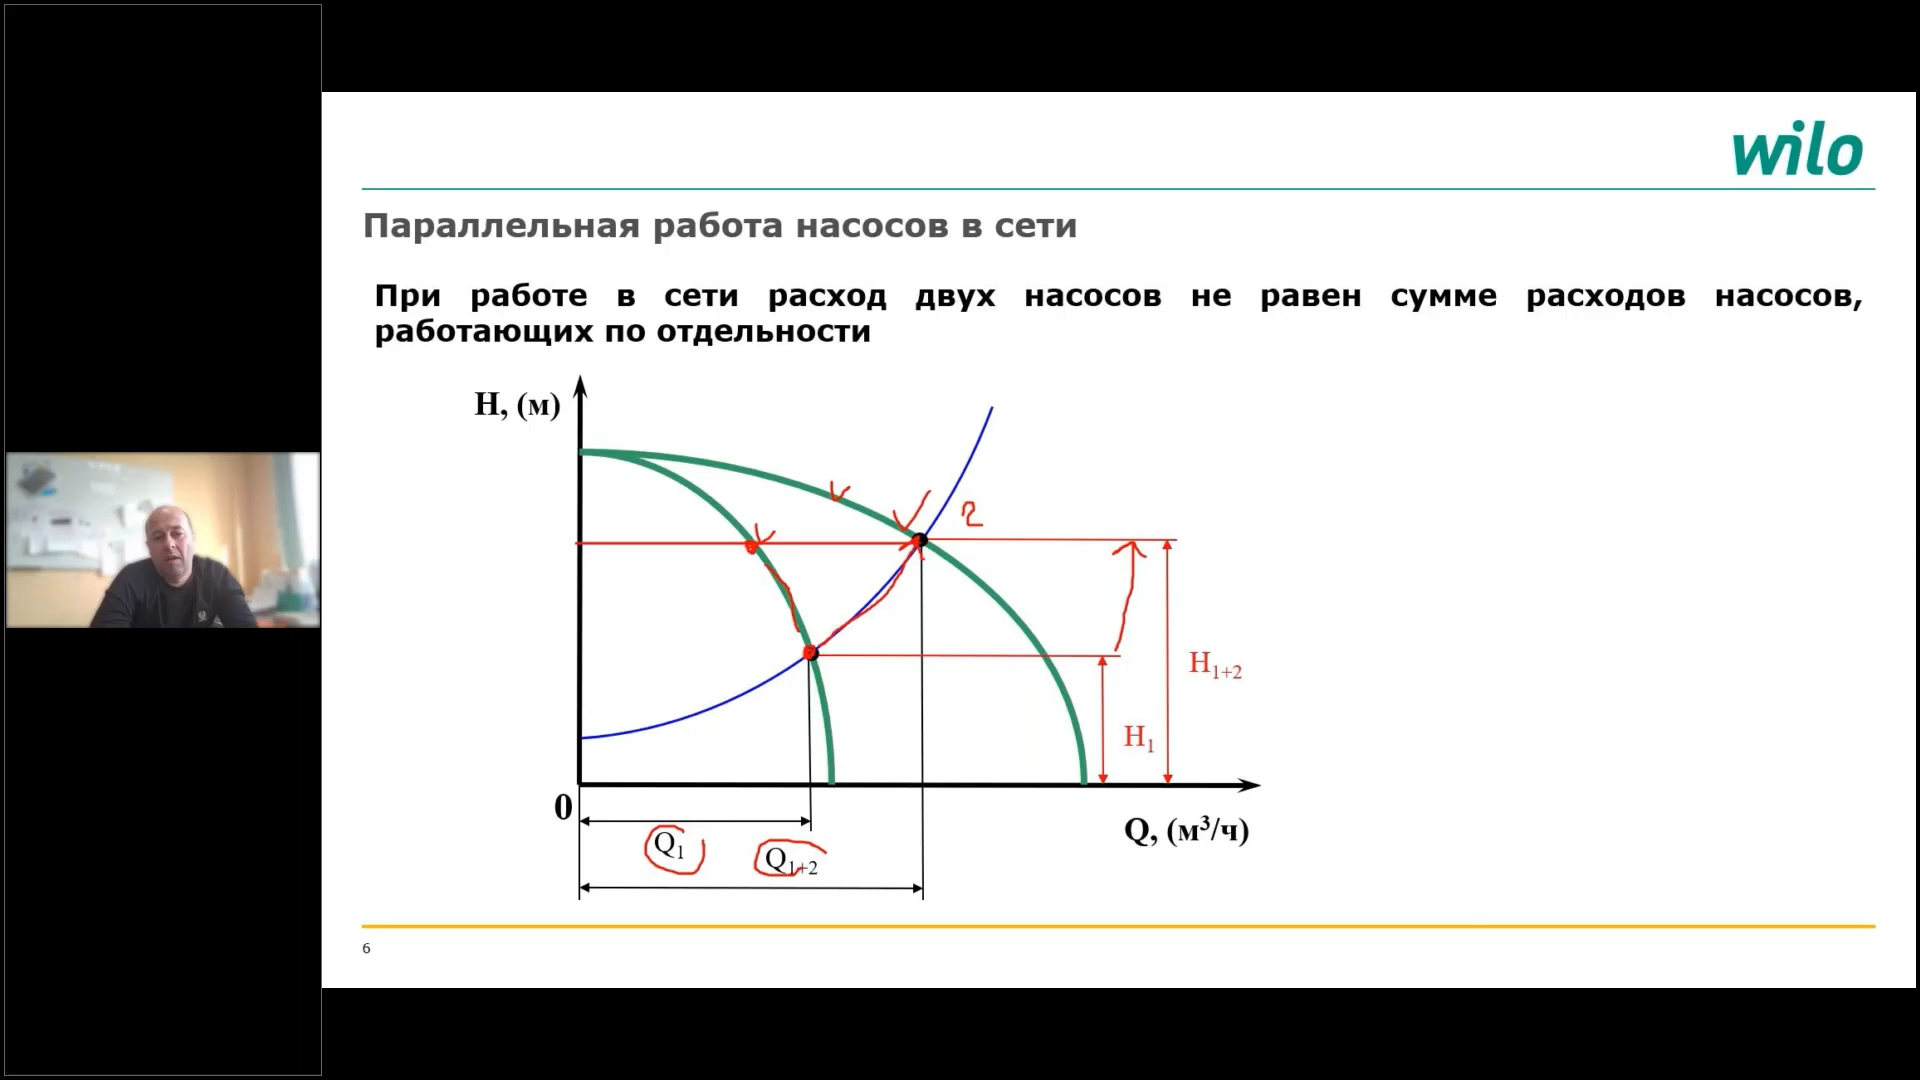 wilo
Параллельная работа насосов в сети
При работе в сети расход двух насосов не равен сумме расходов насосов,
работающих по отдельности
H, (м)
2
H₁₊₂
H₁
0
Q₁
Q₁₊₂
Q, (м³/ч)
6